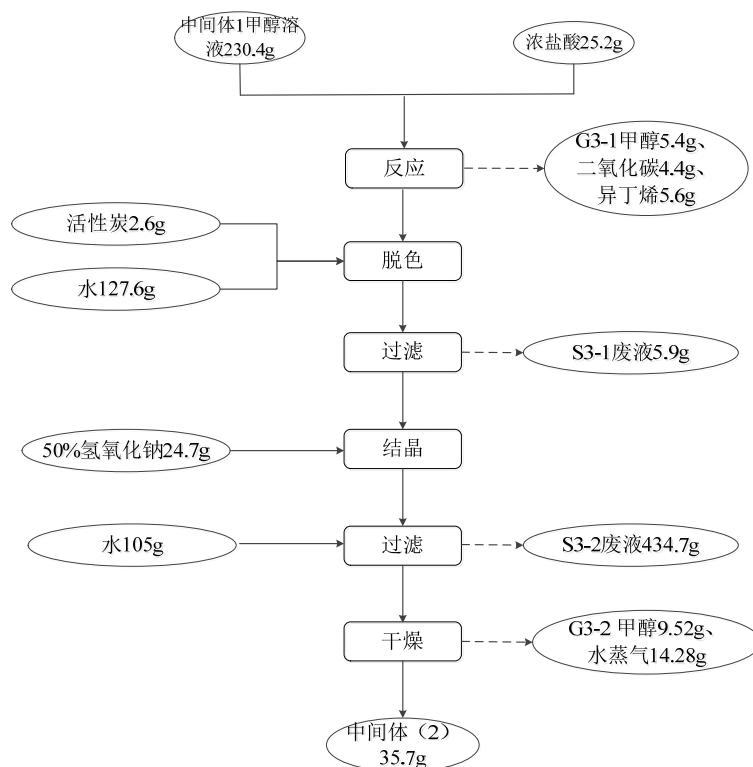 中间体1甲醇溶
液230.4g
浓盐酸25.2g
反应
G3-1甲醇5.4g、
二氧化碳4.4g、
异丁烯5.6g
活性炭2.6g
水127.6g
脱色
过滤
S3-1废液5.9g
50%氢氧化钠24.7g
结晶
水105g
过滤
S3-2废液434.7g
干燥
G3-2 甲醇9.52g、
水蒸气14.28g
中间体（2）
35.7g